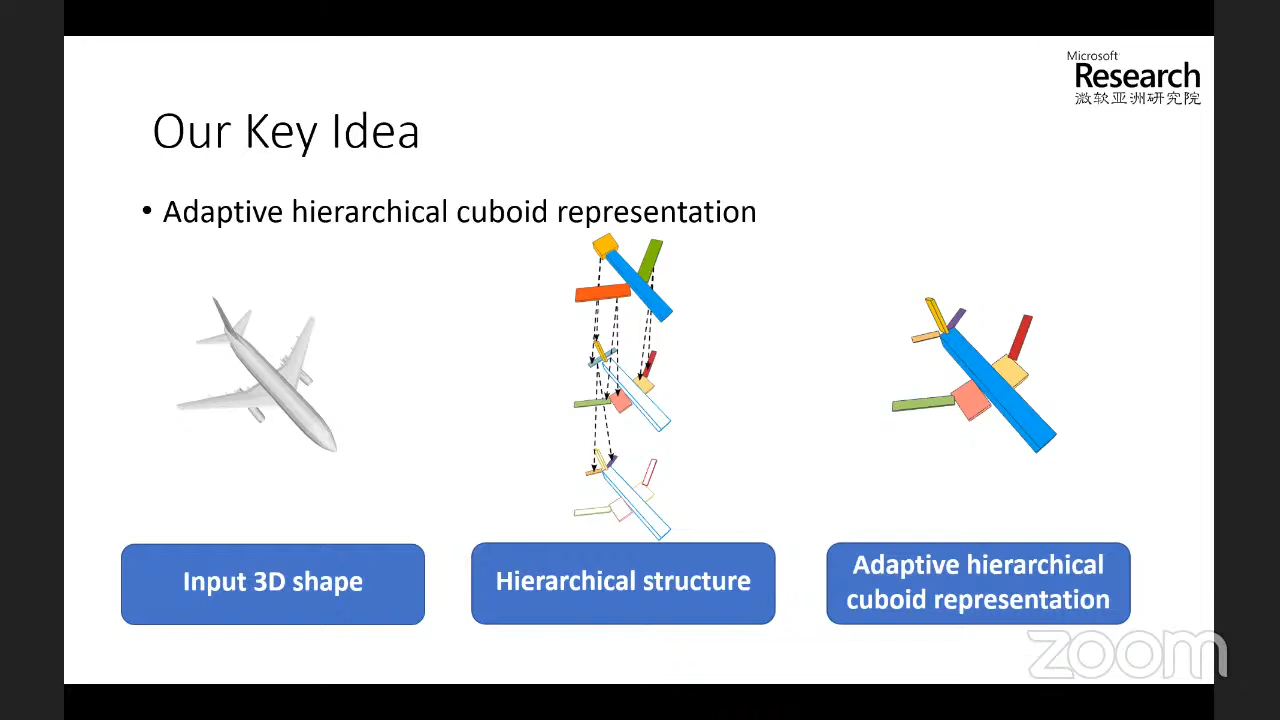 Microsoft
Research
微软亚洲研究院
Our Key Idea
• Adaptive hierarchical cuboid representation
Input 3D shape
Hierarchical structure
Adaptive hierarchical
cuboid representation
zoom